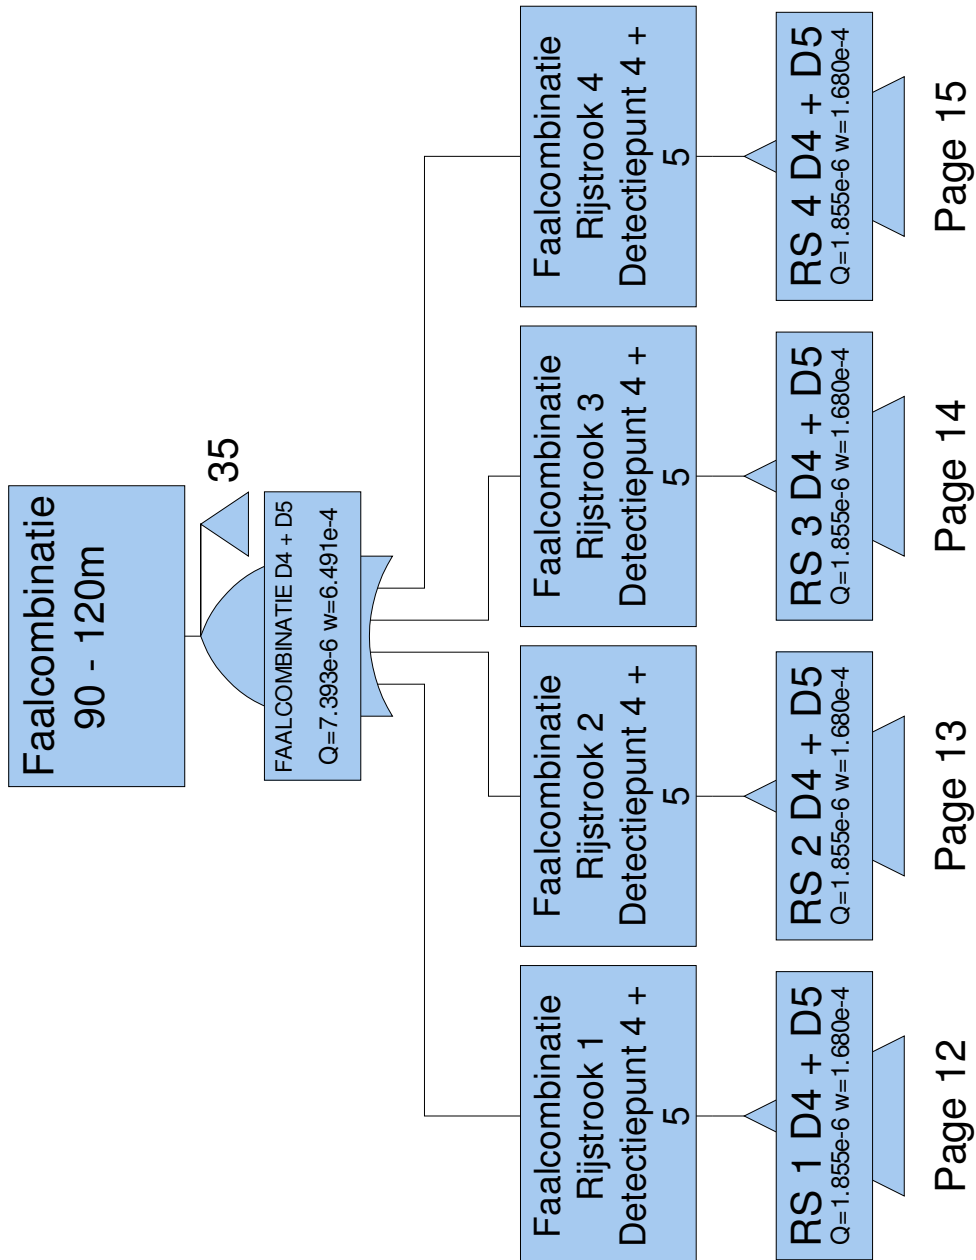 Faalcombinatie
90 - 120m
35
FAALCOMBINATIE D4 + D5
Q=7.393e-6 w=6.491e-4
Faalcombinatie
Rijstrook 1
Detectiepunt 4 +
5
RS 1 D4 + D5
Q=1.855e-6 w=1.680e-4
Page 12
Faalcombinatie
Rijstrook 2
Detectiepunt 4 +
5
RS 2 D4 + D5
Q=1.855e-6 w=1.680e-4
Page 13
Faalcombinatie
Rijstrook 3
Detectiepunt 4 +
5
RS 3 D4 + D5
Q=1.855e-6 w=1.680e-4
Page 14
Faalcombinatie
Rijstrook 4
Detectiepunt 4 +
5
RS 4 D4 + D5
Q=1.855e-6 w=1.680e-4
Page 15